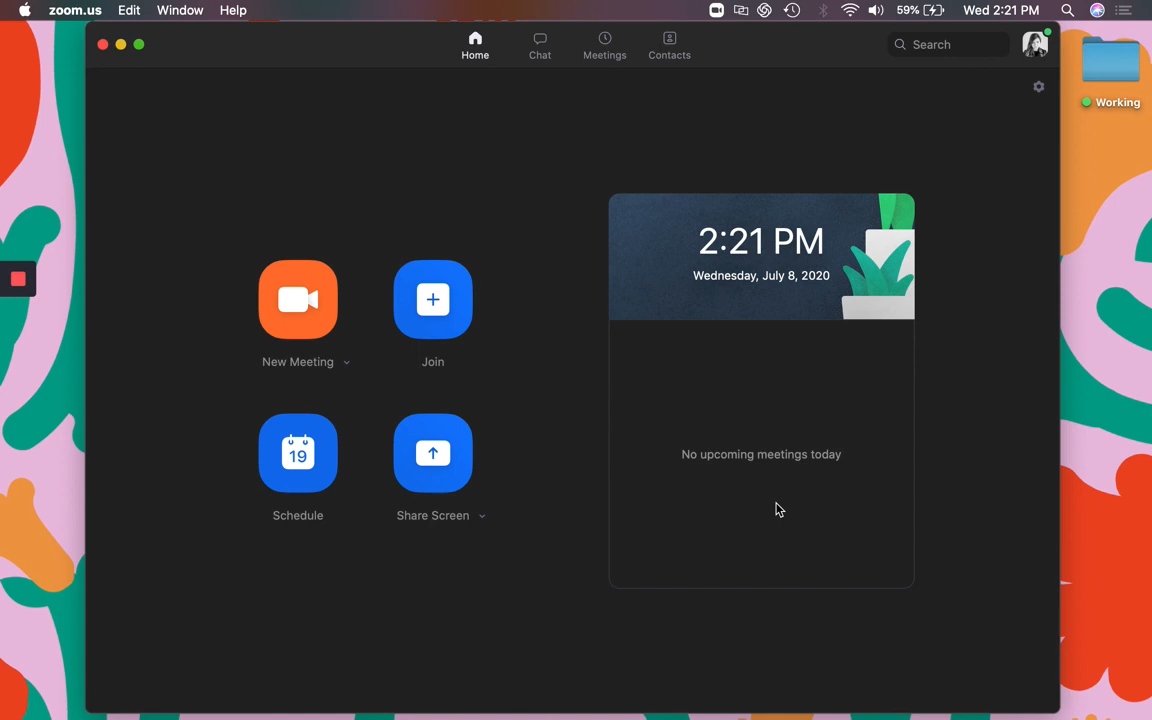 zoom.us Edit Window Help 59% Wed 2:21 PM
Home Chat Meetings Contacts Search
Working
2:21 PM
Wednesday, July 8, 2020
New Meeting Join
No upcoming meetings today
19
Schedule Share Screen